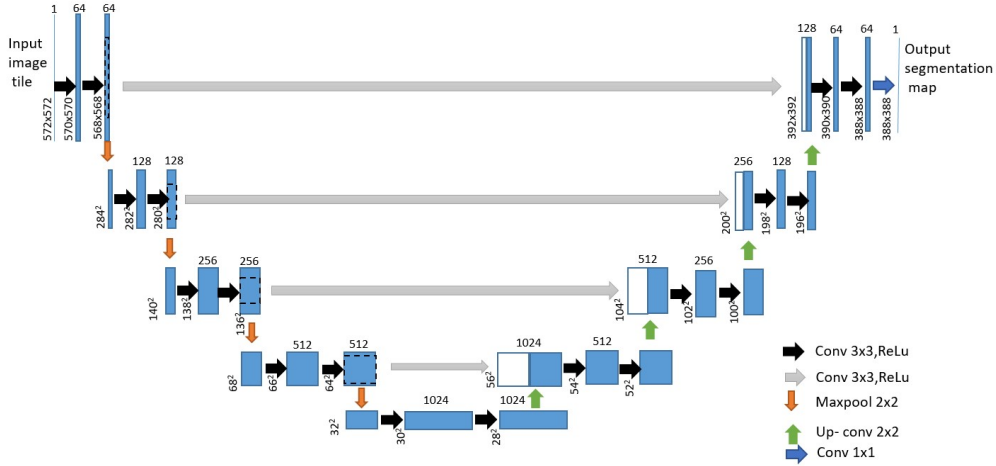 1 64 64
Input
image
tile
572x572
570x570
568x568
128 64 64 1
Output
segmentation
map
392x392
390x390
388x388
388x388
128 128
284²
282²
280²
256 128
200²
198²
196²
256 256
140²
138²
136²
512 256
104²
102²
100²
512 512
68²
66²
64²
1024 512
56²
54²
52²
1024 1024
32²
30²
28²
Conv 3x3,ReLu
Conv 3x3,ReLu
Maxpool 2x2
Up- conv 2x2
Conv 1x1